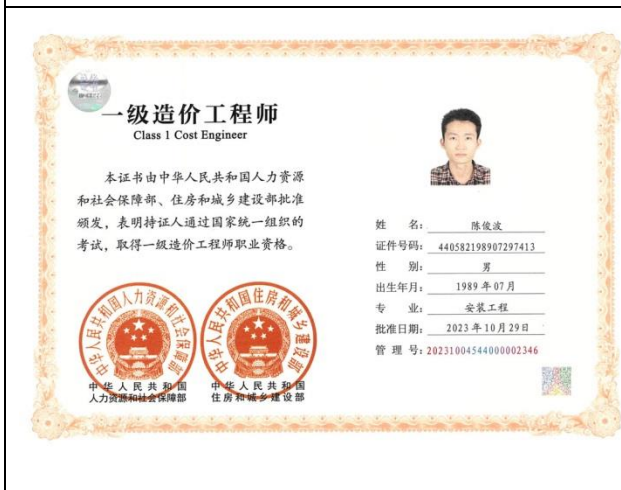 一级造价工程师
Class 1 Cost Engineer
本证书由中华人民共和国人力资源
和社会保障部、住房和城乡建设部批准
颁发，表明持证人通过国家统一组织的
考试，取得一级造价工程师职业资格。
中华人民共和国人力资源和社会保障部
中华人民共和国住房和城乡建设部
中华人民共和国
人力资源和社会保障部
中华人民共和国
住房和城乡建设部
姓 名： 陈俊波
证件号码： 440582198907297413
性 别： 男
出生年月： 1989年07月
专 业： 安装工程
批准日期： 2023年10月29日
管 理 号： 20231004544000002346